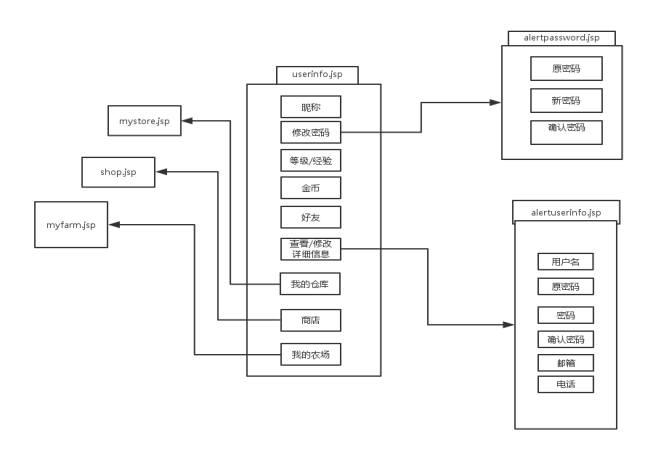 mystore.jsp
shop.jsp
myfarm.jsp
userinfo.jsp
昵称
修改密码
等级/经验
金币
好友
查看/修改
详细信息
我的仓库
商店
我的农场
alertpassword.jsp
原密码
新密码
确认密码
alertuserinfo.jsp
用户名
原密码
密码
确认密码
邮箱
电话